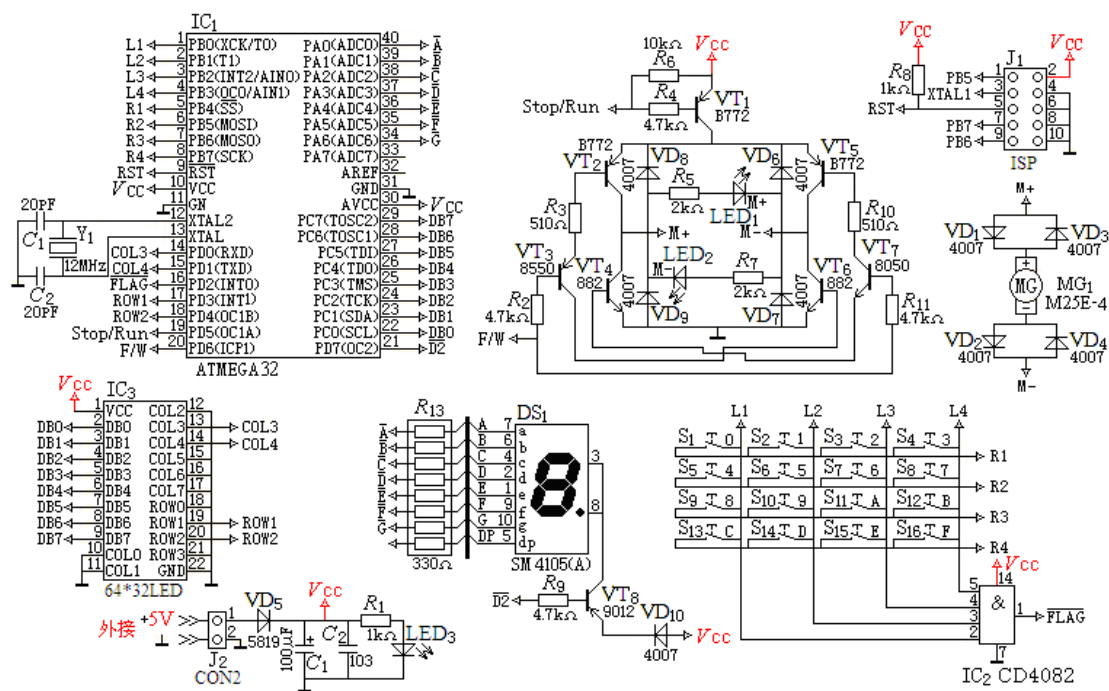 IC1
L1 1 PB0(XCK/T0) PA0(ADC0) 40 A
L2 2 PB1(T1) PA1(ADC1) 39 B
L3 3 PB2(INT2/AIN0) PA2(ADC2) 38 C
L4 4 PB3(OCO/AIN1) PA3(ADC3) 37 D
R1 5 PB4(SS) PA4(ADC4) 36 E
R2 6 PB5(MOSI) PA5(ADC5) 35 F
R3 7 PB6(MOSO) PA6(ADC6) 34 G
R4 8 PB7(SCK) PA7(ADC7) 33
RST 9 RST AREF 32
VCC 10 VCC GND 31
11 GN AVCC 30 VCC
12 XTAL2 PC7(TOSC2) 29 DB7
13 XTAL PC6(TOSC1) 28 DB6
COL3 14 PD0(RXD) PC5(TDI) 27 DB5
COL4 15 PD1(TXD) PC4(TDO) 26 DB4
FLAG 16 PD2(INT0) PC3(TMS) 25 DB3
ROW1 17 PD3(INT1) PC2(TCK) 24 DB2
ROW2 18 PD4(OC1B) PC1(SDA) 23 DB1
Stop/Run 19 PD5(OC1A) PC0(SCL) 22 DB0
F/W 20 PD6(ICP1) PD7(OC2) 21 D2
ATMEGA32
20PF
C1
Y1
12MHz
C2
20PF
10kΩ
R6
VCC
Stop/Run
R4
4.7kΩ
VT1
B772
B772
VT2
VD8
4007
VD6
4007
VT5
B772
R5
2kΩ
LED1
M+
R3
510Ω
R10
510Ω
M+
M-
VT3
8550
VT4
882
4007
VD9
M-
LED2
R7
2kΩ
4007
VD7
VT6
882
VT7
8050
R2
4.7kΩ
R11
4.7kΩ
F/W
VCC
R8
1kΩ
RST
J1
VCC
PB5 1 2
XTAL1 3 4
5 6
PB7 7 8
PB6 9 10
ISP
M+
VD1
4007
VD3
4007
MG
MG1
M25E-4
VD2
4007
VD4
4007
M-
IC3
VCC
1 VCC COL2 12
DB0 2 DB0 COL3 13 COL3
DB1 3 DB1 COL4 14 COL4
DB2 4 DB2 COL5 15
DB3 5 DB3 COL6 16
DB4 6 DB4 COL7 17
DB5 7 DB5 ROW0 18
DB6 8 DB6 ROW1 19 ROW1
DB7 9 DB7 ROW2 20 ROW2
10 COL0 ROW3 21
11 COL1 GND 22
64*32LED
R13
DS1
A A 7 a
B B 6 b
C C 4 c
D D 2 d
E E 1 e
F F 9 f
G G 10 g
DP 5 dp
3
8
330Ω
SM4105(A)
D2
R9
4.7kΩ
VT8
9012
VD10
4007
VCC
外接
+5V
1
2
J2
CON2
VD5
5819
VCC
100uF
C1
C2
103
R1
1kΩ
LED3
L1 L2 L3 L4
S1 0 S2 1 S3 2 S4 3 R1
S5 4 S6 5 S7 6 S8 7 R2
S9 8 S10 9 S11 A S12 B R3
S13 C S14 D S15 E S16 F R4
VCC
14
5
4
3
2
&
1
FLAG
7
IC2 CD4082